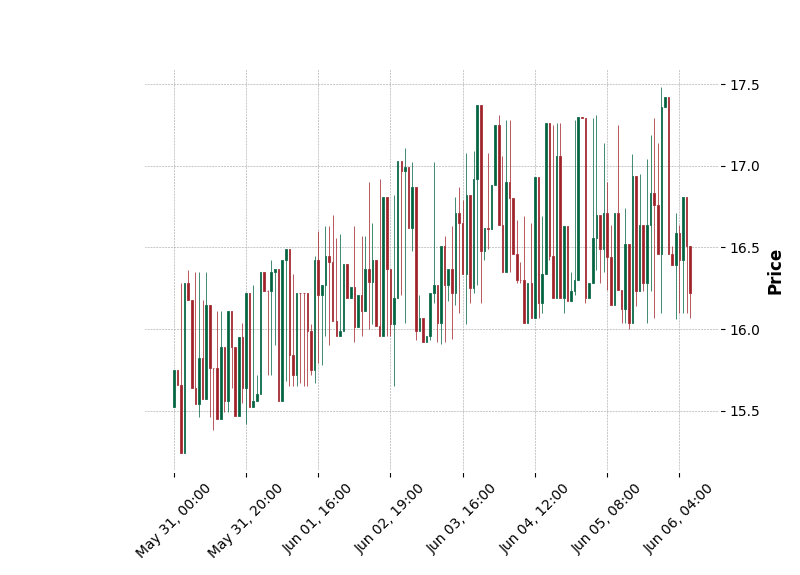 17.5
17.0
16.5
16.0
15.5
Price
May 31, 00:00
May 31, 20:00
Jun 01, 16:00
Jun 02, 19:00
Jun 03, 16:00
Jun 04, 12:00
Jun 05, 08:00
Jun 06, 04:00